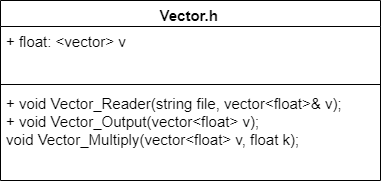 Vector.h
+ float: <vector> v
+ void Vector_Reader(string file, vector<float>& v);
+ void Vector_Output(vector<float> v);
void Vector_Multiply(vector<float> v, float k);